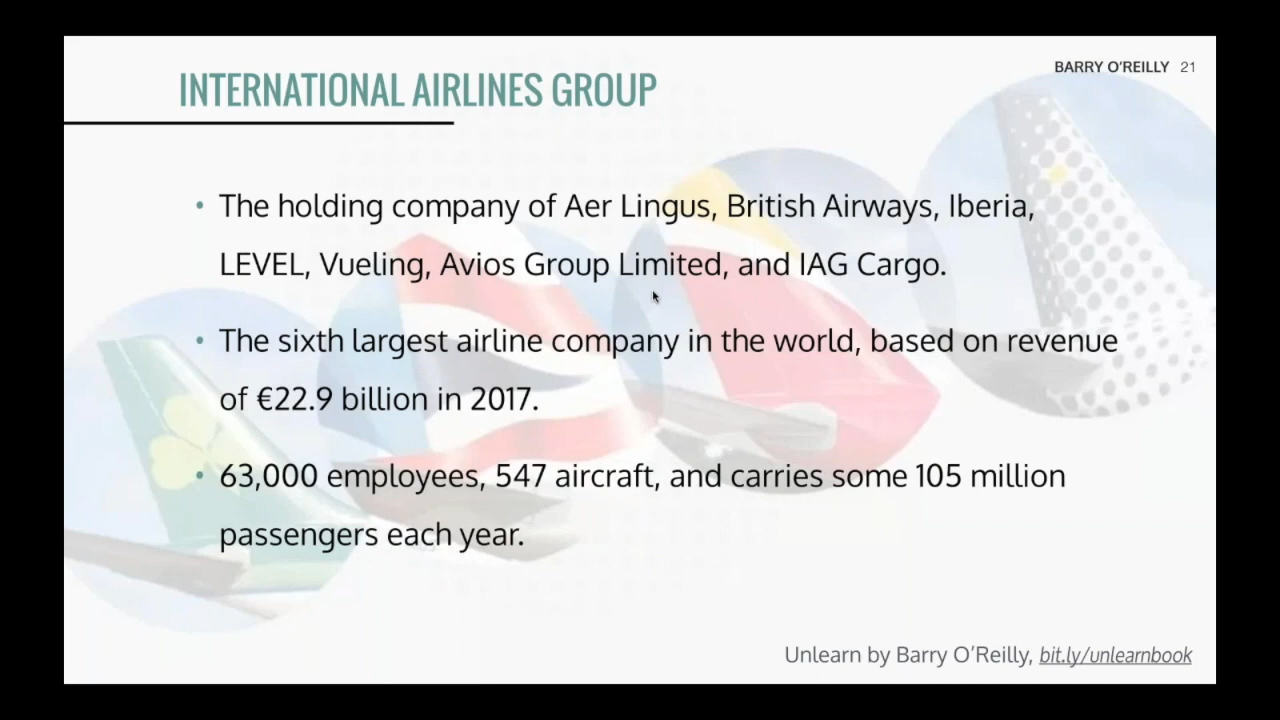 INTERNATIONAL AIRLINES GROUP
BARRY O'REILLY 21
• The holding company of Aer Lingus, British Airways, Iberia,
LEVEL, Vueling, Avios Group Limited, and IAG Cargo.
• The sixth largest airline company in the world, based on revenue
of €22.9 billion in 2017.
• 63,000 employees, 547 aircraft, and carries some 105 million
passengers each year.
Unlearn by Barry O'Reilly, bit.ly/unlearnbook